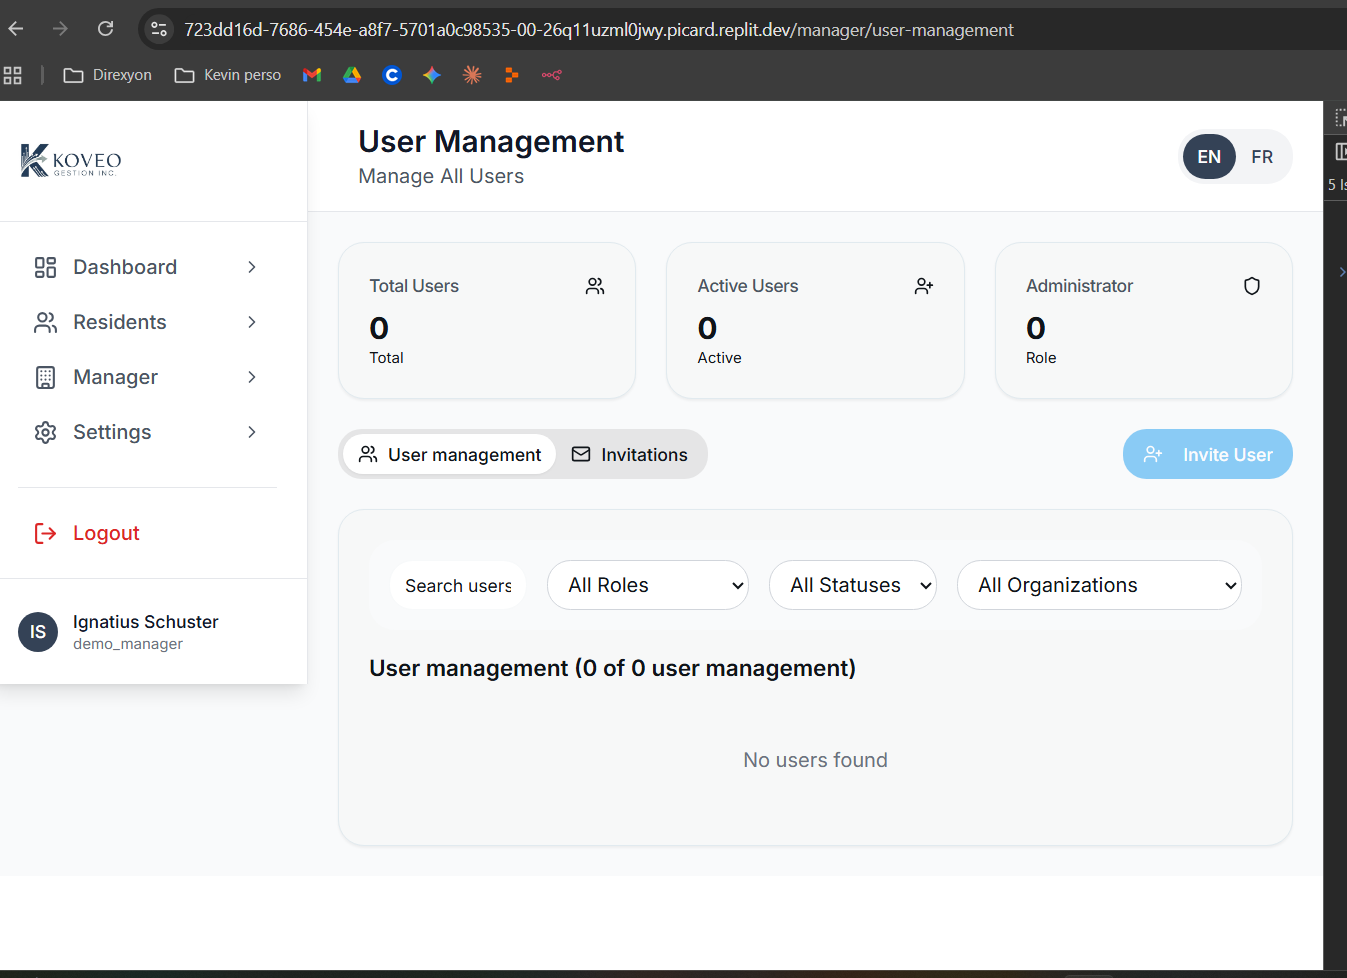 723dd16d-7686-454e-a8f7-5701a0c98535-00-26q11uzml0jwy.picard.replit.dev/manager/user-management
Direxyon
Kevin perso
KOVEO
GESTION INC.
User Management
Manage All Users
EN
FR
5 Is
Dashboard
Residents
Manager
Settings
Logout
IS
Ignatius Schuster
demo_manager
Total Users
0
Total
Active Users
0
Active
Administrator
0
Role
User management
Invitations
Invite User
Search users
All Roles
All Statuses
All Organizations
User management (0 of 0 user management)
No users found